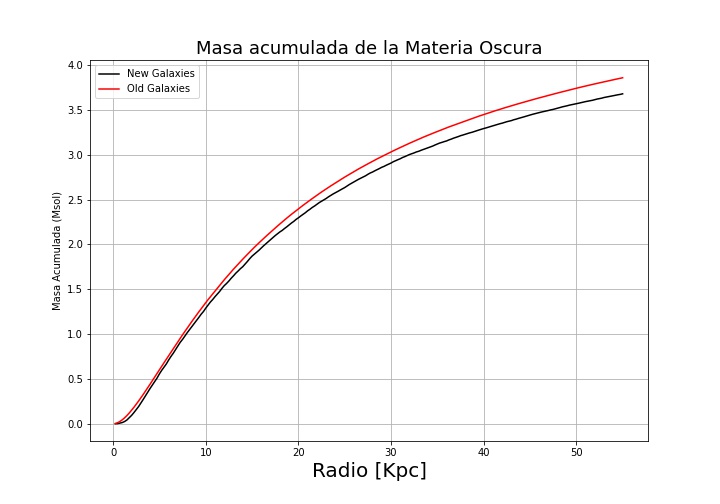 Masa acumulada de la Materia Oscura
New Galaxies
Old Galaxies
Masa Acumulada (Msol)
4.0
3.5
3.0
2.5
2.0
1.5
1.0
0.5
0.0
0 10 20 30 40 50
Radio [Kpc]